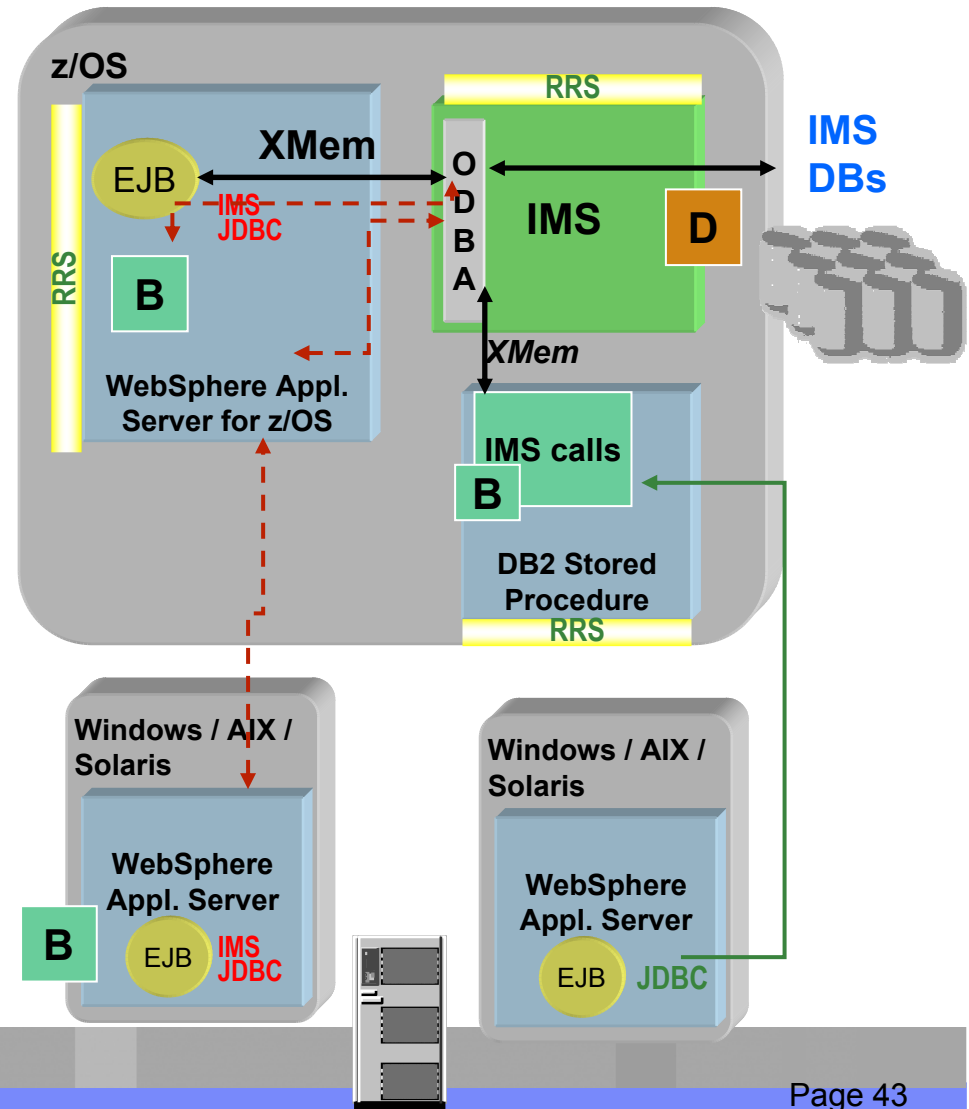 z/OS
RRS
IMS
DBs
XMem
EJB
IMS
JDBC
O
D
B
A
IMS
D
RRS
B
XMem
WebSphere Appl.
Server for z/OS
IMS calls
B
DB2 Stored
Procedure
RRS
Windows / AIX /
Solaris
WebSphere
Appl. Server
B
EJB
IMS
JDBC
Windows / AIX /
Solaris
WebSphere
Appl. Server
EJB
JDBC
Page 43